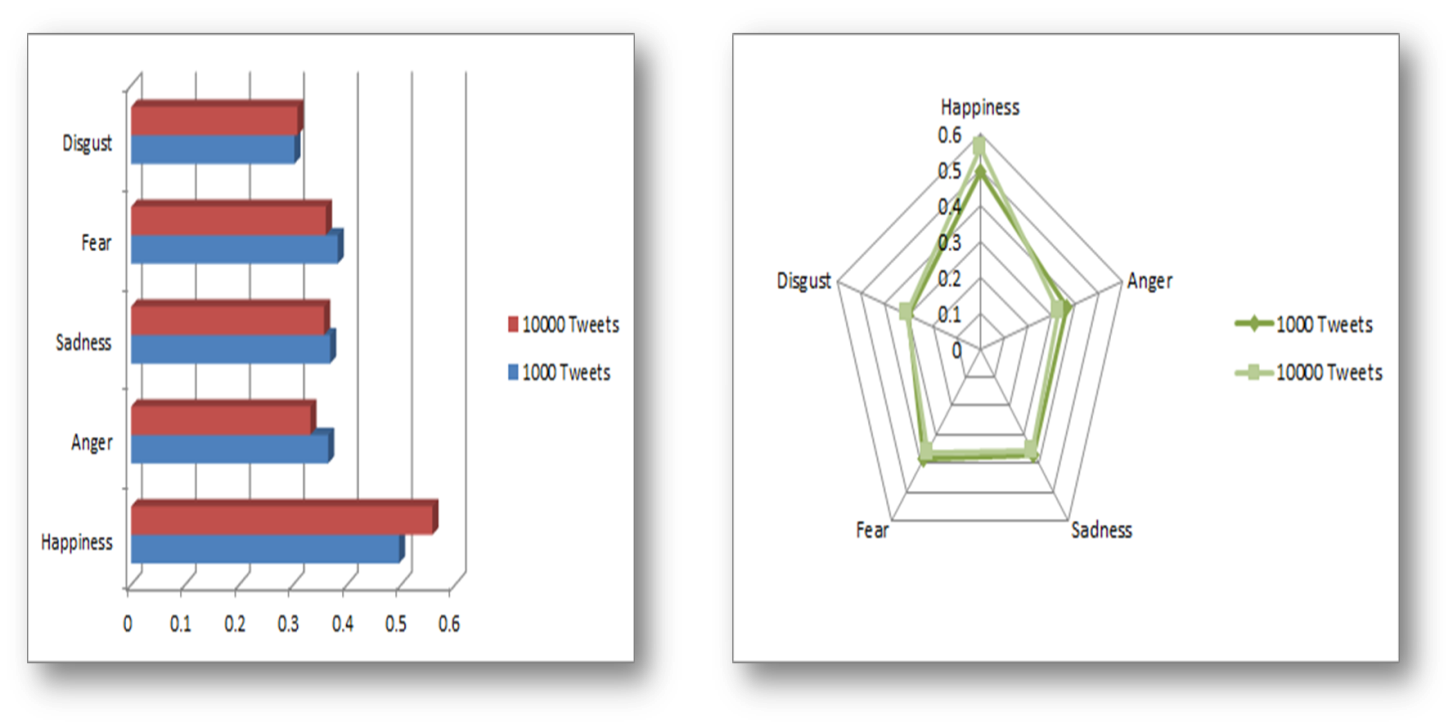 Disgust
Fear
Sadness
Anger
Happiness
0 0.1 0.2 0.3 0.4 0.5 0.6
10000 Tweets
1000 Tweets
Happiness
0.6
0.5
0.4
0.3
0.2
0.1
0
Disgust
Anger
Fear
Sadness
1000 Tweets
10000 Tweets